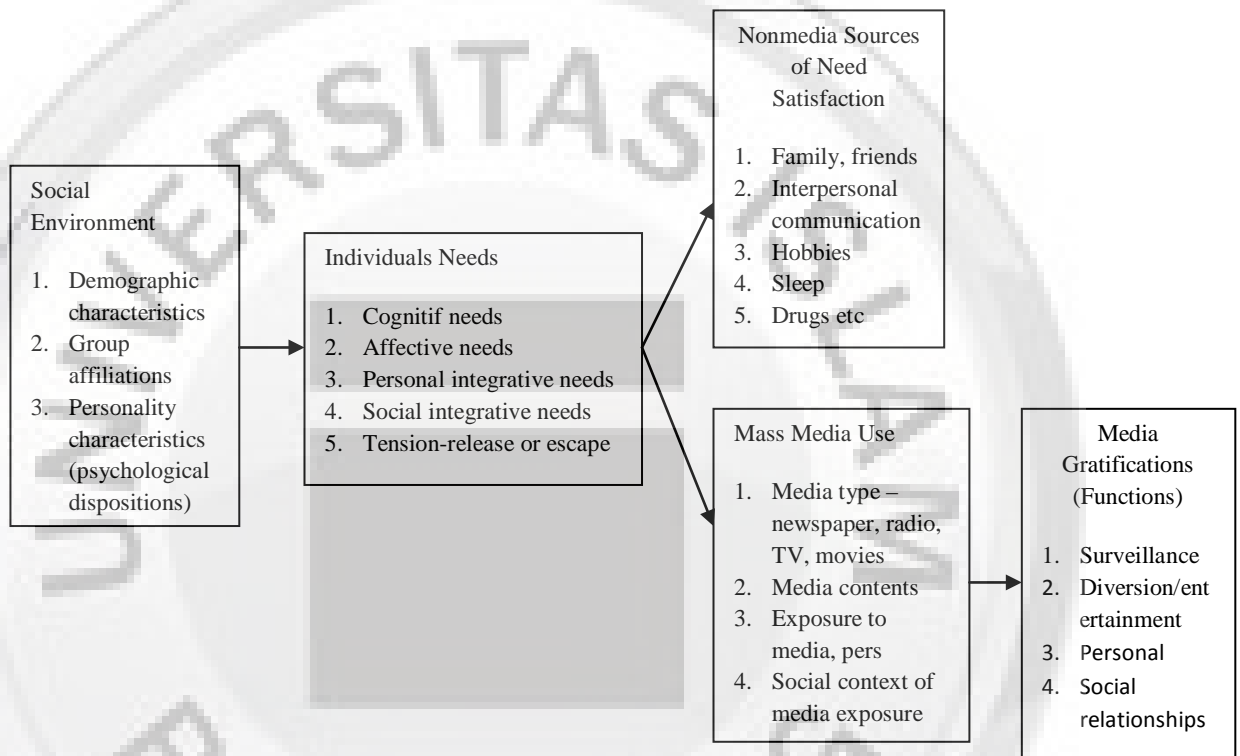 Social
Environment
1. Demographic
characteristics
2. Group
affiliations
3. Personality
characteristics
(psychological
dispositions)
Individuals Needs
1. Cognitif needs
2. Affective needs
3. Personal integrative needs
4. Social integrative needs
5. Tension-release or escape
Nonmedia Sources
of Need
Satisfaction
1. Family, friends
2. Interpersonal
communication
3. Hobbies
4. Sleep
5. Drugs etc
Mass Media Use
1. Media type –
newspaper, radio,
TV, movies
2. Media contents
3. Exposure to
media, pers
4. Social context of
media exposure
Media
Gratifications
(Functions)
1. Surveillance
2. Diversion/ent
ertainment
3. Personal
4. Social
relationships
UNIVERSITAS ISLAM